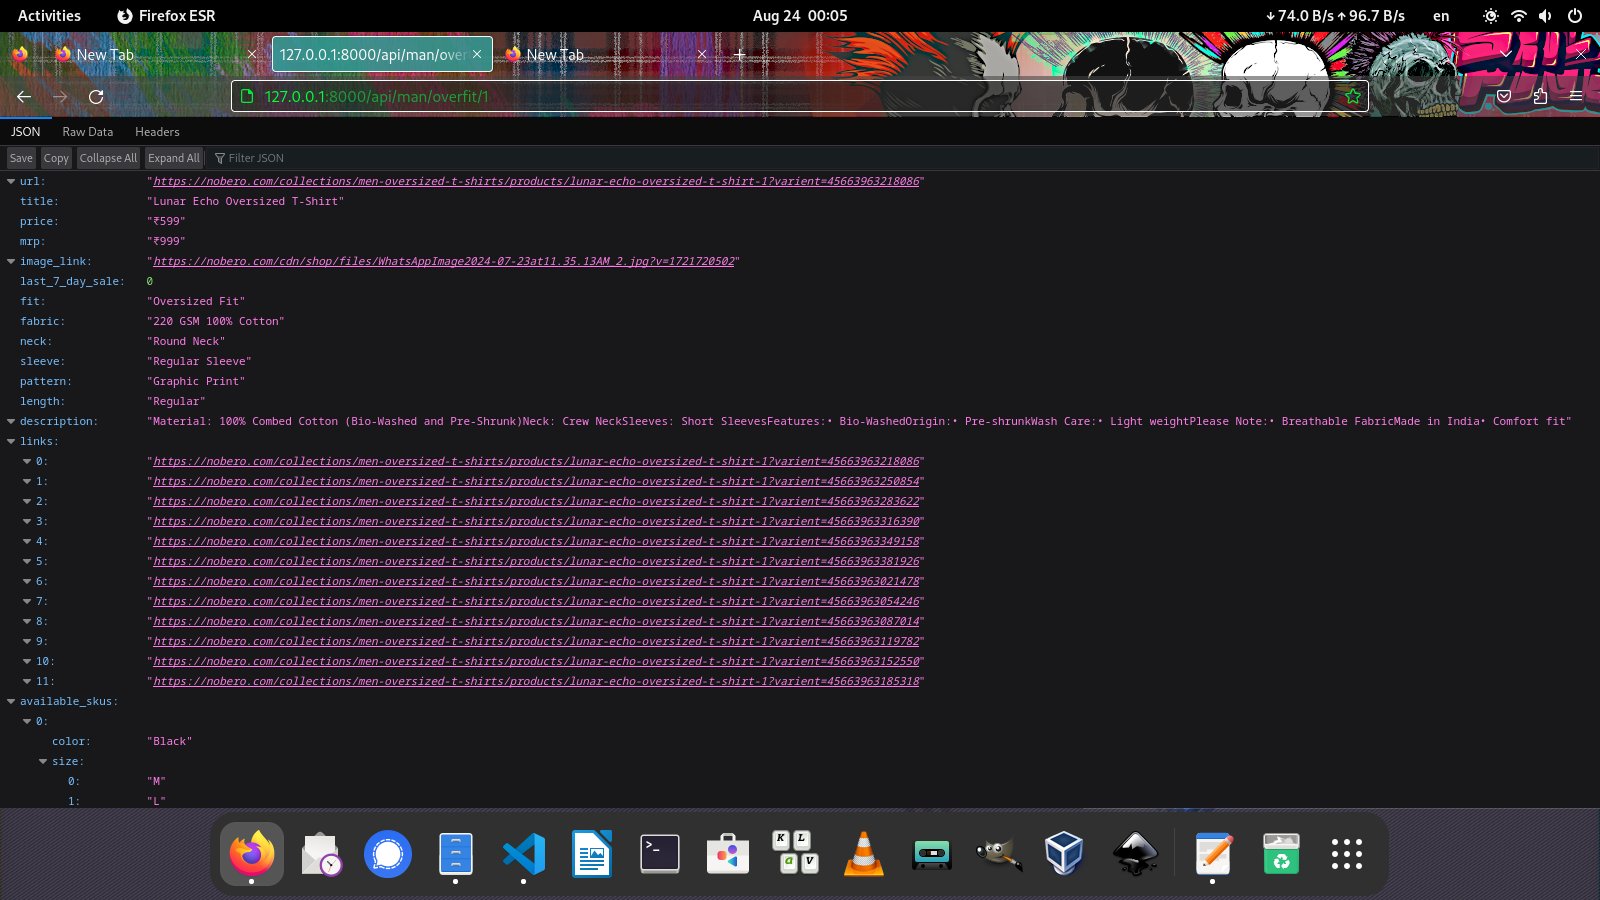 Activities Firefox ESR Aug 24 00:05 74.0 B/s 96.7 B/s en
New Tab 127.0.0.1:8000/api/man/over New Tab
127.0.0.1:8000/api/man/overfit/1
JSON Raw Data Headers
Save Copy Collapse All Expand All Filter JSON
url: "https://nobero.com/collections/men-oversized-t-shirts/products/lunar-echo-oversized-t-shirt-1?varient=45663963218086"
title: "Lunar Echo Oversized T-Shirt"
price: "₹599"
mrp: "₹999"
image_link: "https://nobero.com/cdn/shop/files/WhatsAppImage2024-07-23at11.35.13AM_2.jpg?v=1721720502"
last_7_day_sale: 0
fit: "Oversized Fit"
fabric: "220 GSM 100% Cotton"
neck: "Round Neck"
sleeve: "Regular Sleeve"
pattern: "Graphic Print"
length: "Regular"
description: "Material: 100% Combed Cotton (Bio-Washed and Pre-Shrunk)Neck: Crew NeckSleeves: Short SleevesFeatures:• Bio-WashedOrigin:• Pre-shrunkWash Care:• Light weightPlease Note:• Breathable FabricMade in India• Comfort fit"
links:
0: "https://nobero.com/collections/men-oversized-t-shirts/products/lunar-echo-oversized-t-shirt-1?varient=45663963218086"
1: "https://nobero.com/collections/men-oversized-t-shirts/products/lunar-echo-oversized-t-shirt-1?varient=45663963250854"
2: "https://nobero.com/collections/men-oversized-t-shirts/products/lunar-echo-oversized-t-shirt-1?varient=45663963283622"
3: "https://nobero.com/collections/men-oversized-t-shirts/products/lunar-echo-oversized-t-shirt-1?varient=45663963316390"
4: "https://nobero.com/collections/men-oversized-t-shirts/products/lunar-echo-oversized-t-shirt-1?varient=45663963349158"
5: "https://nobero.com/collections/men-oversized-t-shirts/products/lunar-echo-oversized-t-shirt-1?varient=45663963381926"
6: "https://nobero.com/collections/men-oversized-t-shirts/products/lunar-echo-oversized-t-shirt-1?varient=45663963021478"
7: "https://nobero.com/collections/men-oversized-t-shirts/products/lunar-echo-oversized-t-shirt-1?varient=45663963054246"
8: "https://nobero.com/collections/men-oversized-t-shirts/products/lunar-echo-oversized-t-shirt-1?varient=45663963087014"
9: "https://nobero.com/collections/men-oversized-t-shirts/products/lunar-echo-oversized-t-shirt-1?varient=45663963119782"
10: "https://nobero.com/collections/men-oversized-t-shirts/products/lunar-echo-oversized-t-shirt-1?varient=45663963152550"
11: "https://nobero.com/collections/men-oversized-t-shirts/products/lunar-echo-oversized-t-shirt-1?varient=45663963185318"
available_skus:
0:
color: "Black"
size:
0: "M"
1: "L"
K L
a V